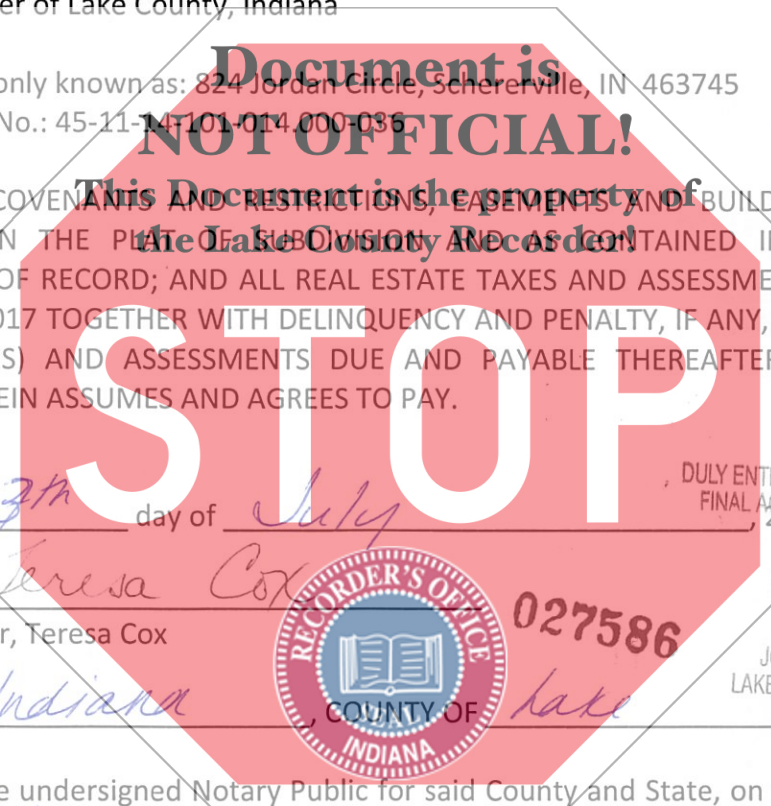 er of Lake County, Indiana
Document is
only known as: 824 Jordan Circle, Schererville, IN 463745
NOT OFFICIAL!
No.: 45-11-14-101-014.000-036
This Document is the property of
COVENANTS AND RESTRICTIONS, EASEMENTS AND BUILD
the Lake County Recorder!
N THE PLAT OF SUBDIVISION AND AS CONTAINED I
OF RECORD; AND ALL REAL ESTATE TAXES AND ASSESSME
017 TOGETHER WITH DELINQUENCY AND PENALTY, IF ANY,
S) AND ASSESSMENTS DUE AND PAYABLE THEREAFTER
EIN ASSUMES AND AGREES TO PAY.
STOP
DULY ENT
FINAL A
3th day of July
Teresa Cox
RECORDER'S OFFICE
027586
r, Teresa Cox
LAKE
Indiana, COUNTY OF Lake
INDIANA
e undersigned Notary Public for said County and State, on